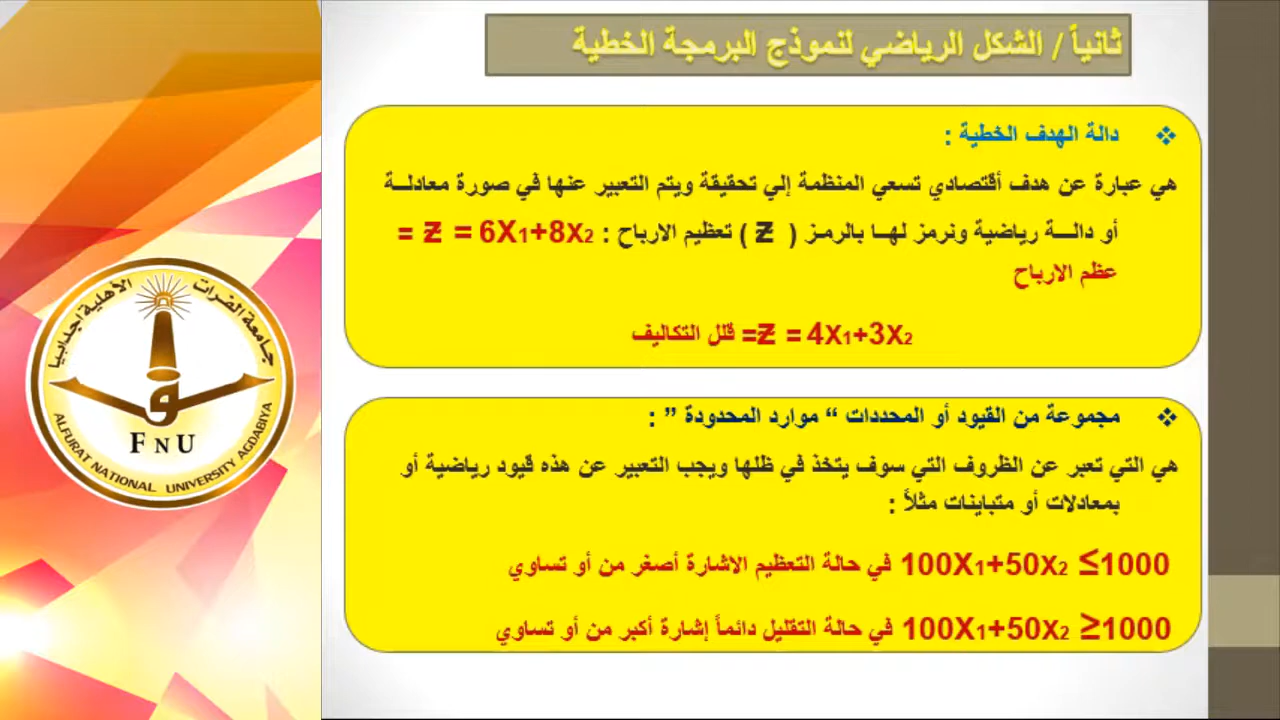 ثانياً / الشكل الرياضي لنموذج البرمجة الخطية
❖ دالة الهدف الخطية :
هي عبارة عن هدف أقتصادي تسعي المنظمة إلي تحقيقة ويتم التعبير عنها في صورة معادلــة
أو دالـــة رياضية ونرمز لهــا بالرمـز ( Ƶ ) تعظيم الارباح : = Ƶ = 6X1+8x2
عظم الارباح
قلل التكاليف =Ƶ = 4x1+3x2
❖ مجموعة من القيود أو المحددات “ موارد المحدودة ” :
هي التي تعبر عن الظروف التي سوف يتخذ في ظلها ويجب التعبير عن هذه قيود رياضية أو
بمعادلات أو متباينات مثلاً :
100X1+50x2 ≤1000 في حالة التعظيم الاشارة أصغر من أو تساوي
100X1+50x2 ≥1000 في حالة التقليل دائماً إشارة أكبر من أو تساوي
جامعة الفرات الأهلية اجدابيا
FNU
ALFURAT NATIONAL UNIVERSITY AGDABIYA